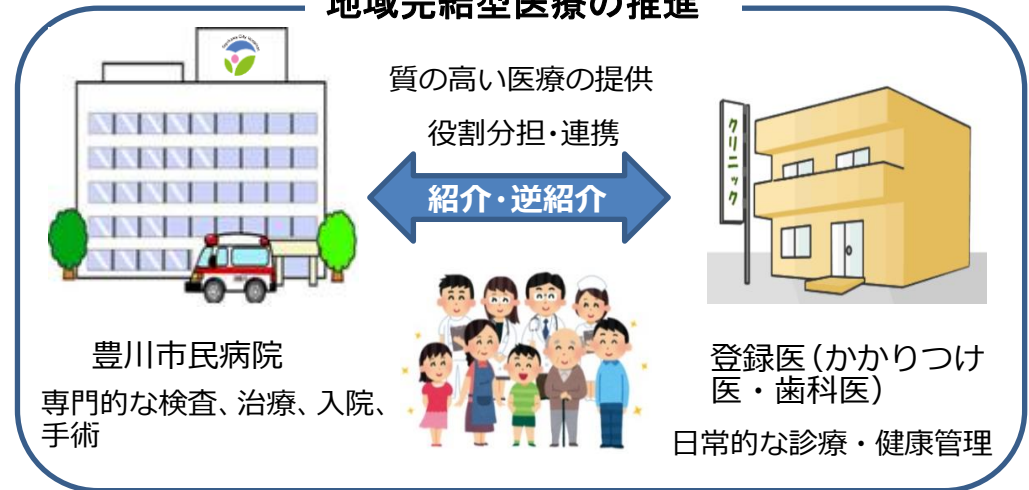 地域完結型医療の推進
質の高い医療の提供
役割分担・連携
紹介・逆紹介
クリニック
豊川市民病院
専門的な検査、治療、入院、
手術
登録医（かかりつけ
医・歯科医）
日常的な診療・健康管理